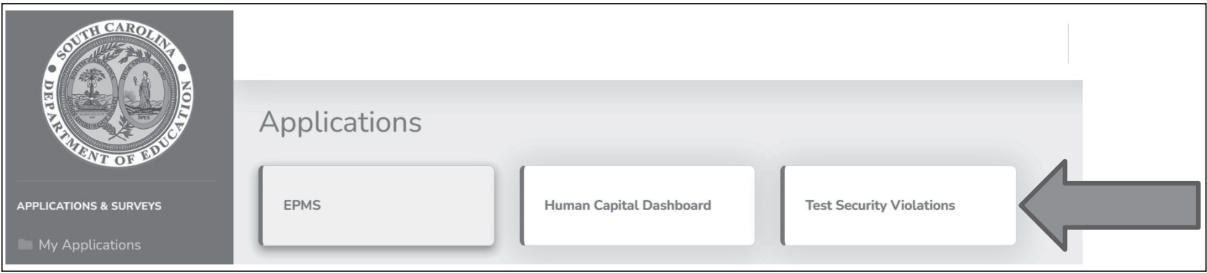 SOUTH CAROLINA
DEPARTMENT OF EDUCATION
Applications
EPMS
Human Capital Dashboard
Test Security Violations
APPLICATIONS & SURVEYS
My Applications